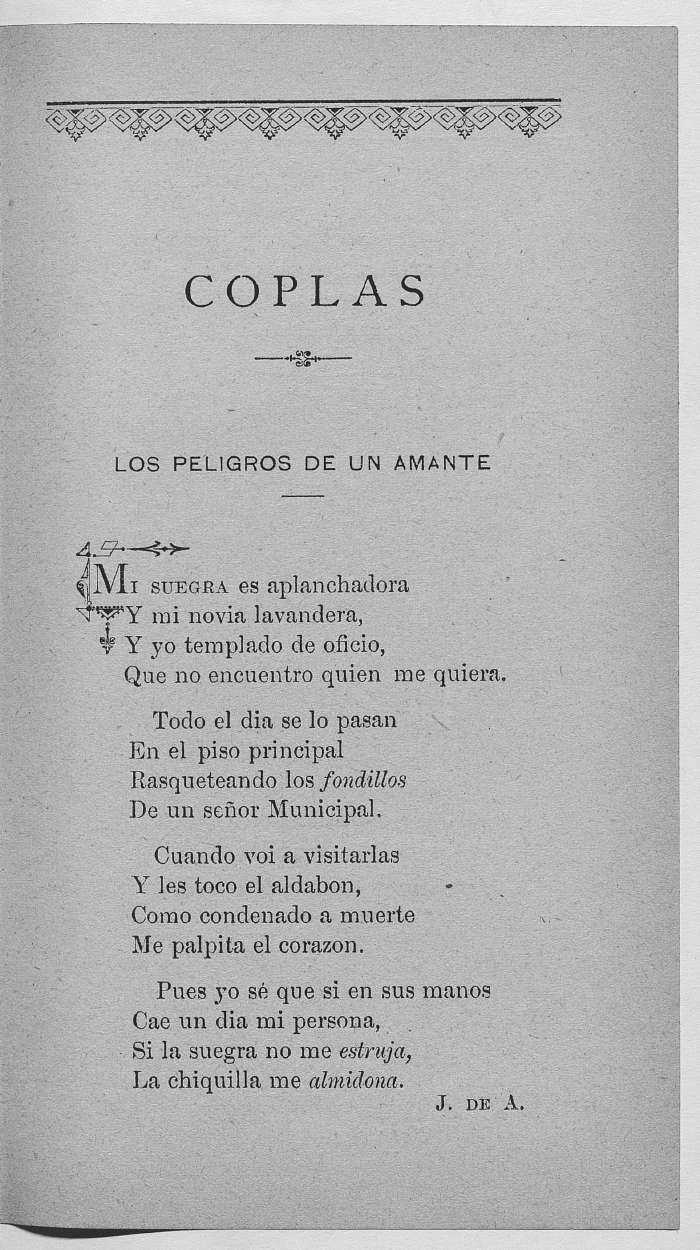 COPLAS
LOS PELIGROS DE UN AMANTE
MI SUEGRA es aplanchadora
Y mi novia lavandera,
Y yo templado de oficio,
Que no encuentro quien me quiera.
Todo el dia se lo pasan
En el piso principal
Rasqueteando los fondillos
De un señor Municipal.
Cuando voi a visitarlas
Y les toco el aldabon,
Como condenado a muerte
Me palpita el corazon.
Pues yo sé que si en sus manos
Cae un dia mi persona,
Si la suegra no me estruja,
La chiquilla me almidona.
J. DE A.